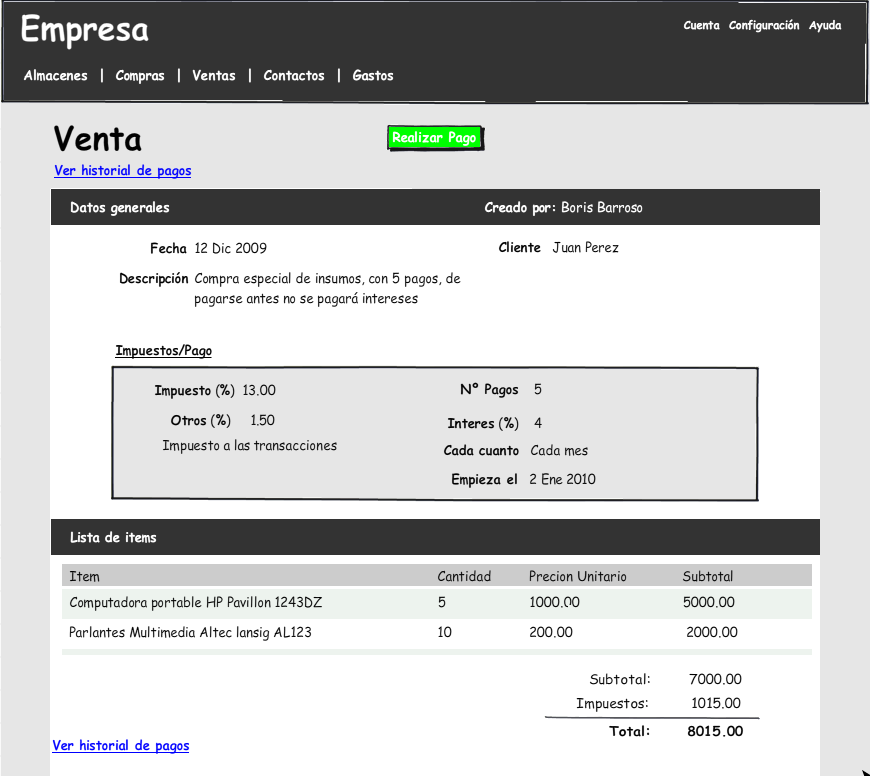 Empresa
Cuenta Configuración Ayuda
Almacenes | Compras | Ventas | Contactos | Gastos
Venta
Realizar Pago
Ver historial de pagos
Datos generales Creado por: Boris Barroso
Fecha 12 Dic 2009 Cliente Juan Perez
Descripción Compra especial de insumos, con 5 pagos, de
pagarse antes no se pagará intereses
Impuestos/Pago
Impuesto (%) 13.00 Nº Pagos 5
Otros (%) 1.50 Interes (%) 4
Impuesto a las transacciones Cada cuanto Cada mes
Empieza el 2 Ene 2010
Lista de items
Item Cantidad Precion Unitario Subtotal
Computadora portable HP Pavillon 1243DZ 5 1000.00 5000.00
Parlantes Multimedia Altec lansig AL123 10 200.00 2000.00
Subtotal: 7000.00
Impuestos: 1015.00
Total: 8015.00
Ver historial de pagos